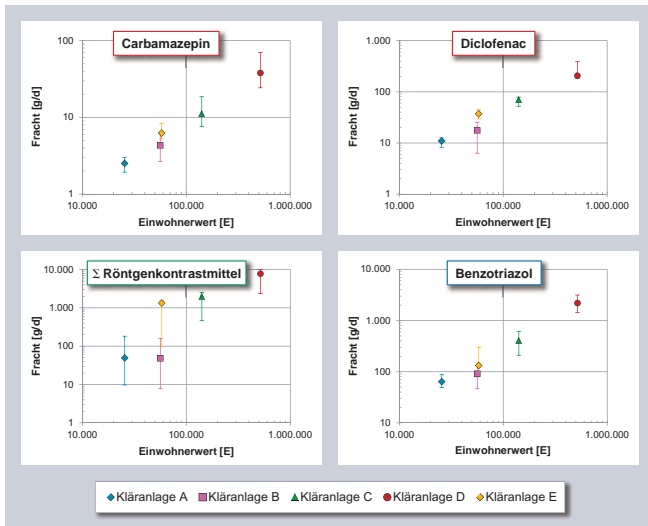 Carbamazepin
Fracht [g/d]
100
10
1
10.000 100.000 1.000.000
Einwohnerwert [E]
Diclofenac
Fracht [g/d]
1.000
100
10
1
10.000 100.000 1.000.000
Einwohnerwert [E]
Σ Röntgenkontrastmittel
Fracht [g/d]
10.000
1.000
100
10
1
10.000 100.000 1.000.000
Einwohnerwert [E]
Benzotriazol
Fracht [g/d]
10.000
1.000
100
10
10.000 100.000 1.000.000
Einwohnerwert [E]
Kläranlage A Kläranlage B Kläranlage C Kläranlage D Kläranlage E